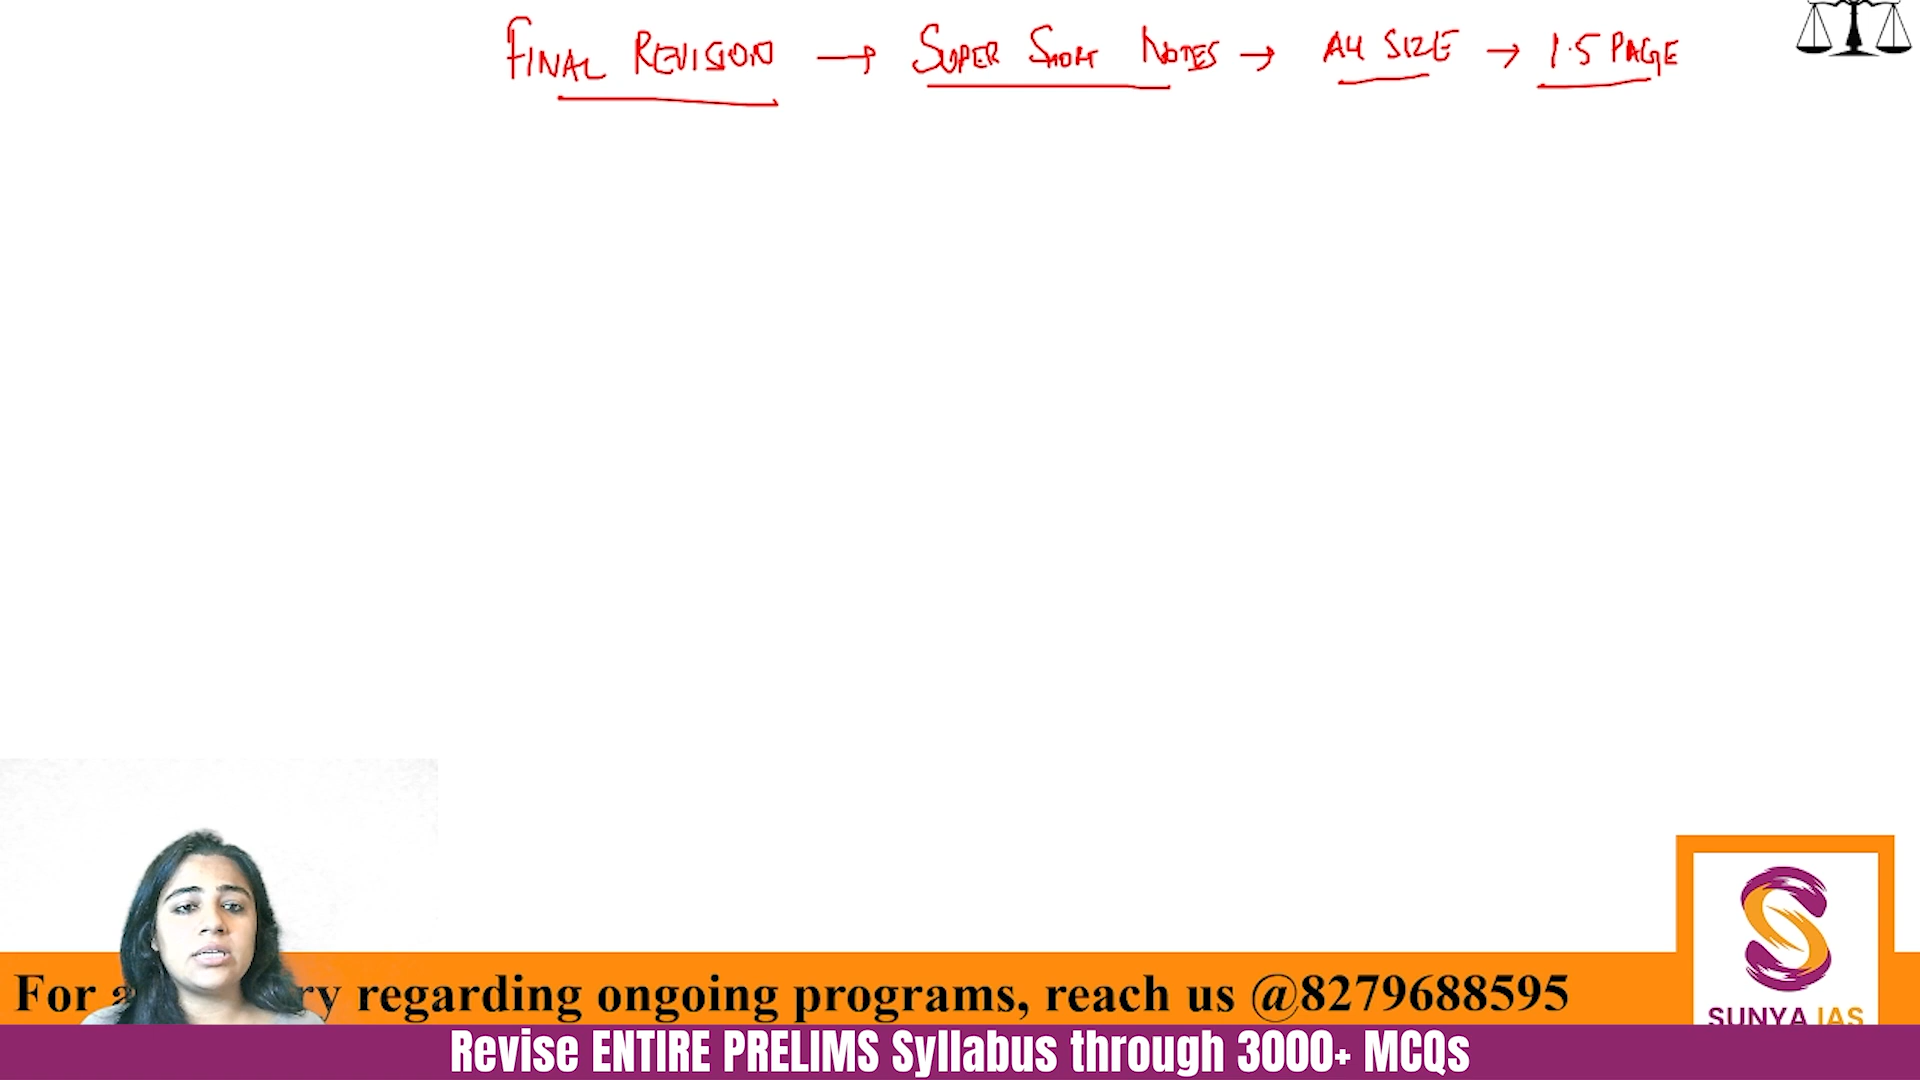 FINAL REVISION → SUPER SHORT NOTES → A4 SIZE → 1.5 PAGE
For a ry regarding ongoing programs, reach us @8279688595
SUNYA IAS
Revise ENTIRE PRELIMS Syllabus through 3000+ MCQs